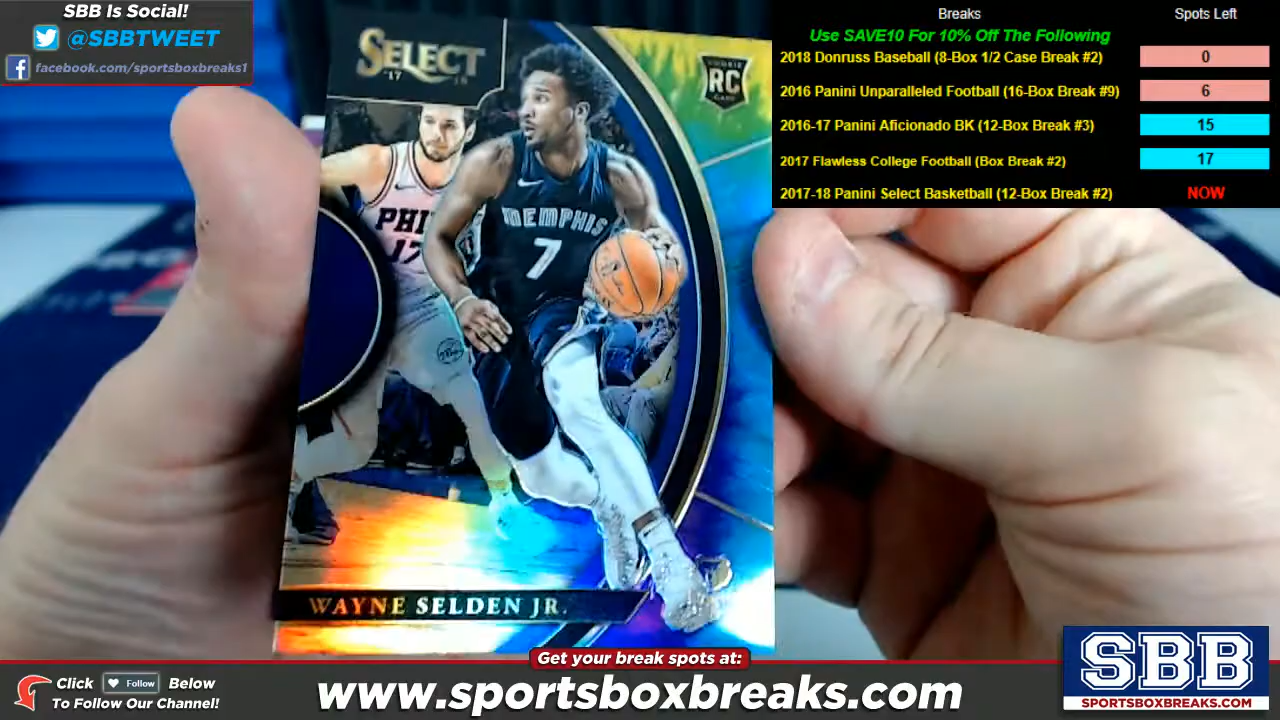 SBB Is Social!
@SBBTWEET
facebook.com/sportsboxbreaks1
Breaks Spots Left
Use SAVE10 For 10% Off The Following
2018 Donruss Baseball (8-Box 1/2 Case Break #2) 0
2016 Panini Unparalleled Football (16-Box Break #9) 6
2016-17 Panini Aficionado BK (12-Box Break #3) 15
2017 Flawless College Football (Box Break #2) 17
2017-18 Panini Select Basketball (12-Box Break #2) NOW
SELECT
'17 18
ROOKIE
RC
CARD
PHI
17
MEMPHIS
7
WAYNE SELDEN JR.
Get your break spots at:
Click Follow Below
To Follow Our Channel!
www.sportsboxbreaks.com
SBB
SPORTSBOXBREAKS.COM